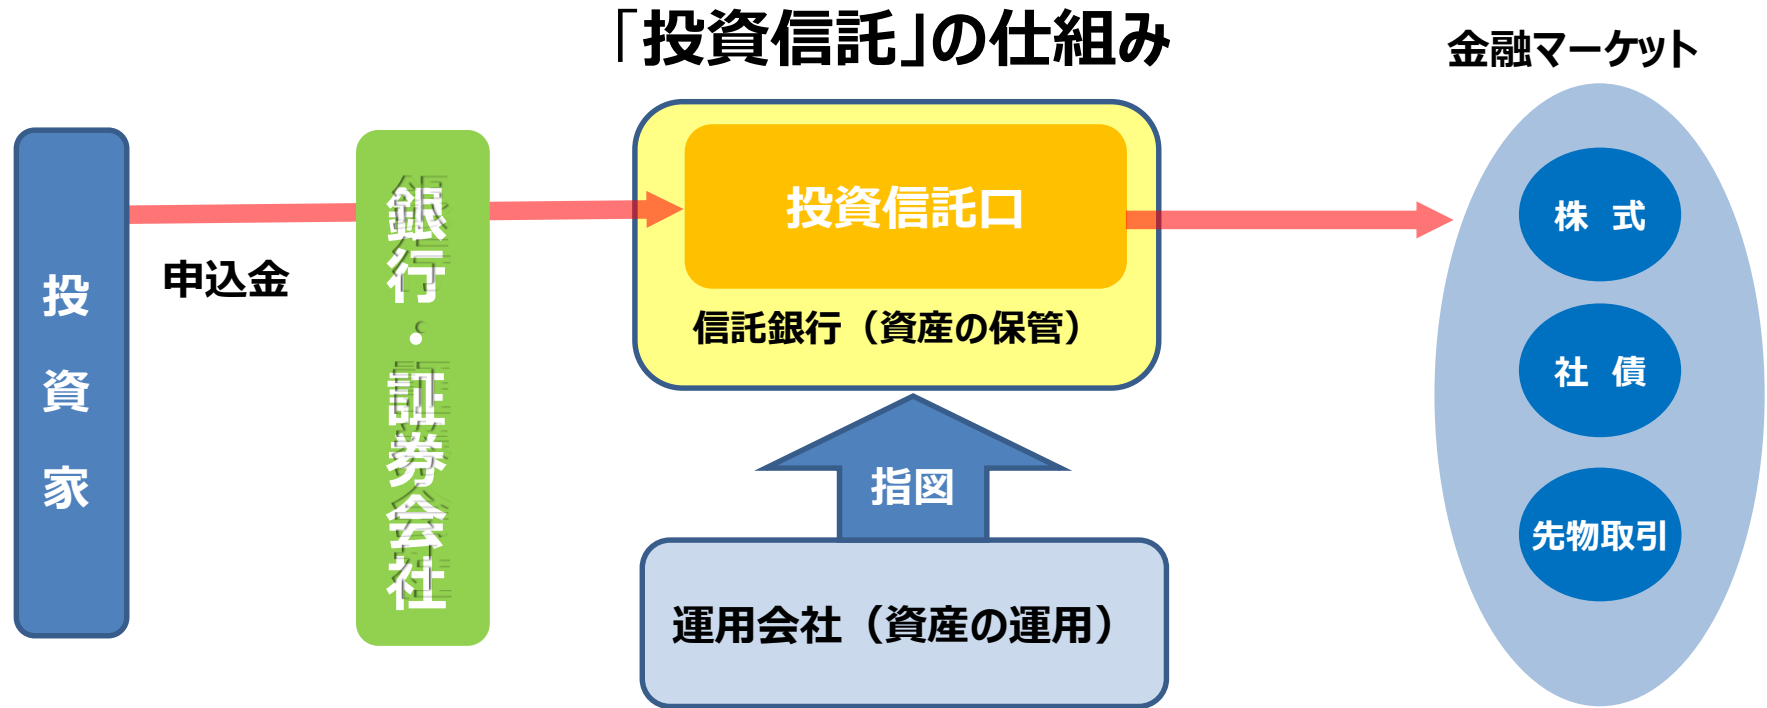 「投資信託」の仕組み
金融マーケット
投資家
申込金
銀行・証券会社
投資信託口
信託銀行（資産の保管）
指図
運用会社（資産の運用）
株 式
社 債
先物取引